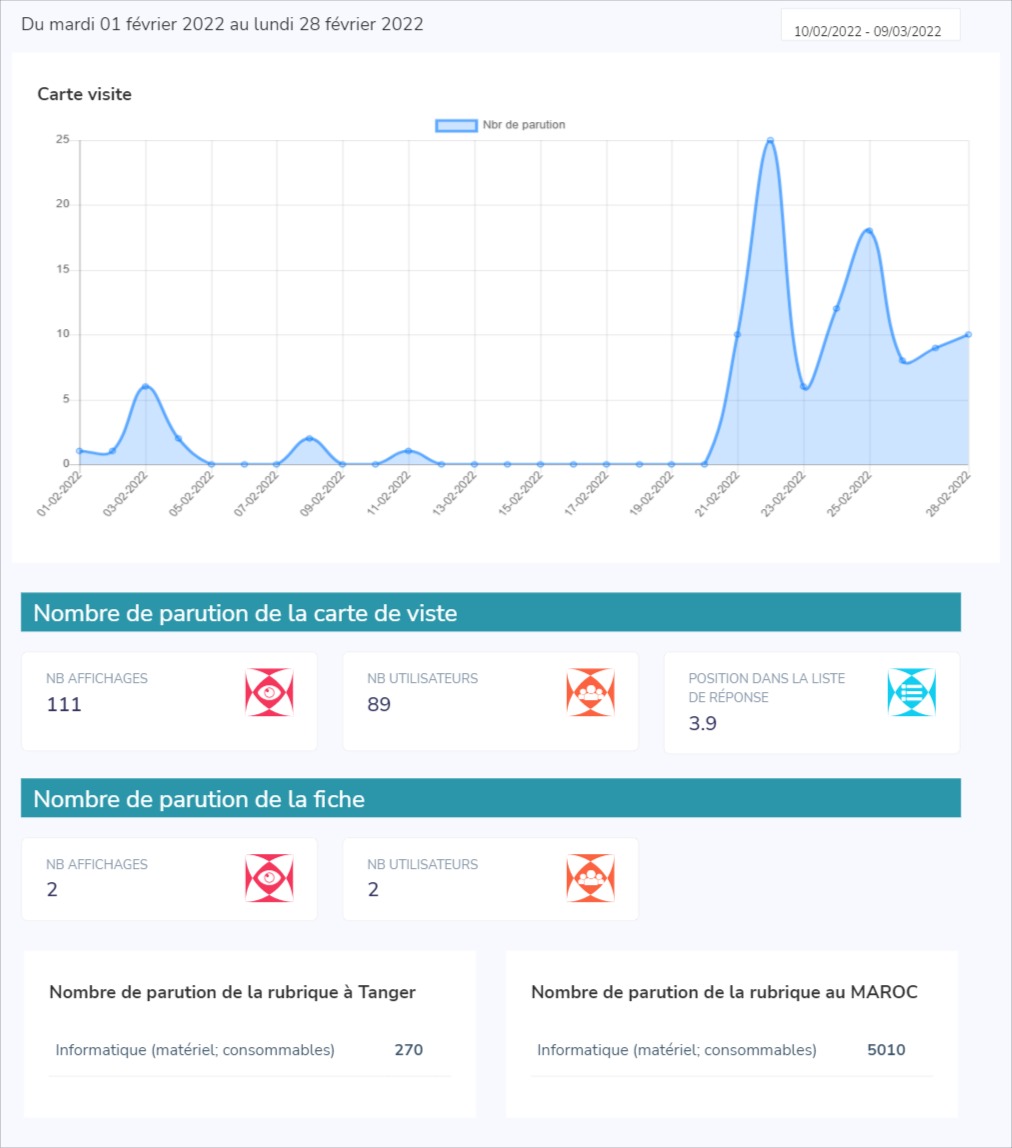 Du mardi 01 février 2022 au lundi 28 février 2022
10/02/2022 - 09/03/2022
Carte visite
Nbr de parution
25
20
15
10
5
0
01-02-2022
03-02-2022
05-02-2022
07-02-2022
09-02-2022
11-02-2022
13-02-2022
15-02-2022
17-02-2022
19-02-2022
21-02-2022
23-02-2022
25-02-2022
28-02-2022
Nombre de parution de la carte de viste
NB AFFICHAGES
111
NB UTILISATEURS
89
POSITION DANS LA LISTE
DE RÉPONSE
3.9
Nombre de parution de la fiche
NB AFFICHAGES
2
NB UTILISATEURS
2
Nombre de parution de la rubrique à Tanger
Informatique (matériel; consommables) 270
Nombre de parution de la rubrique au MAROC
Informatique (matériel; consommables) 5010